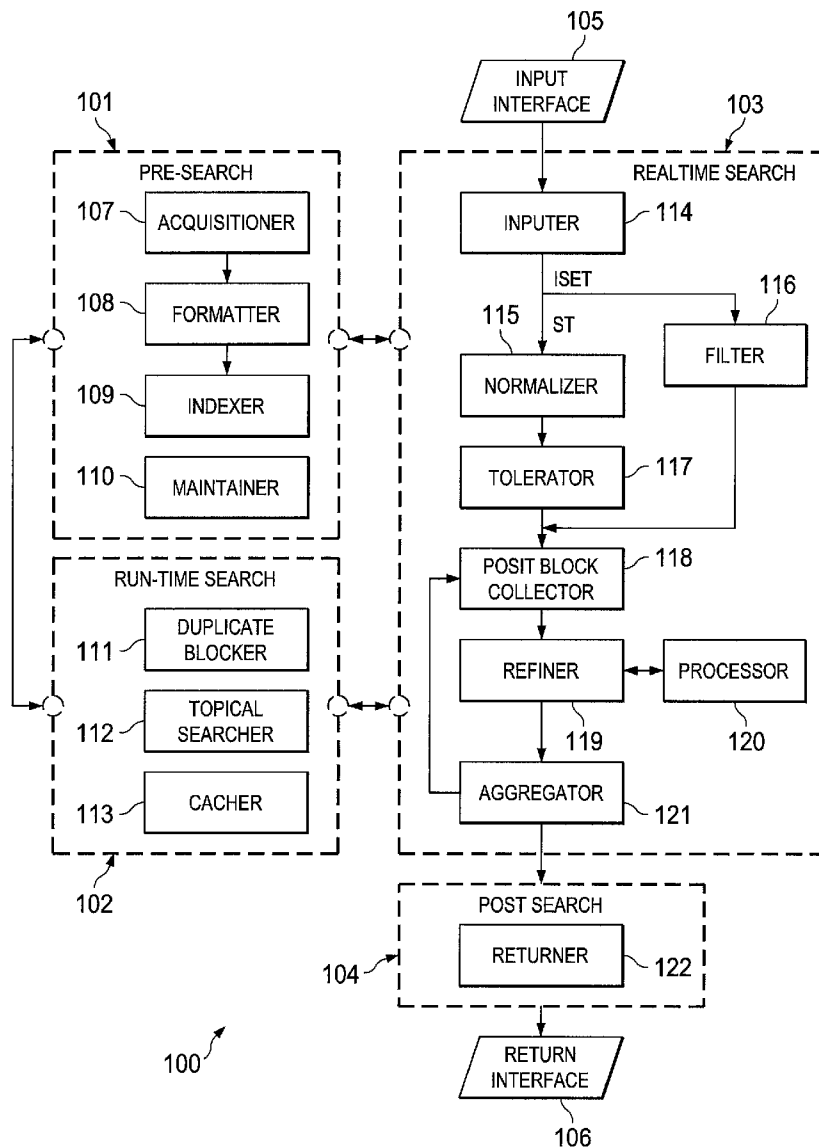 105
INPUT
INTERFACE
101
103
PRE-SEARCH
REALTIME SEARCH
107
ACQUISITIONER
INPUTER
114
108
FORMATTER
ISET
116
115
ST
FILTER
109
INDEXER
NORMALIZER
110
MAINTAINER
TOLERATOR
117
RUN-TIME SEARCH
POSIT BLOCK
COLLECTOR
118
111
DUPLICATE
BLOCKER
REFINER
PROCESSOR
112
TOPICAL
SEARCHER
119
120
113
CACHER
AGGREGATOR
121
102
POST SEARCH
104
RETURNER
122
100
RETURN
INTERFACE
106